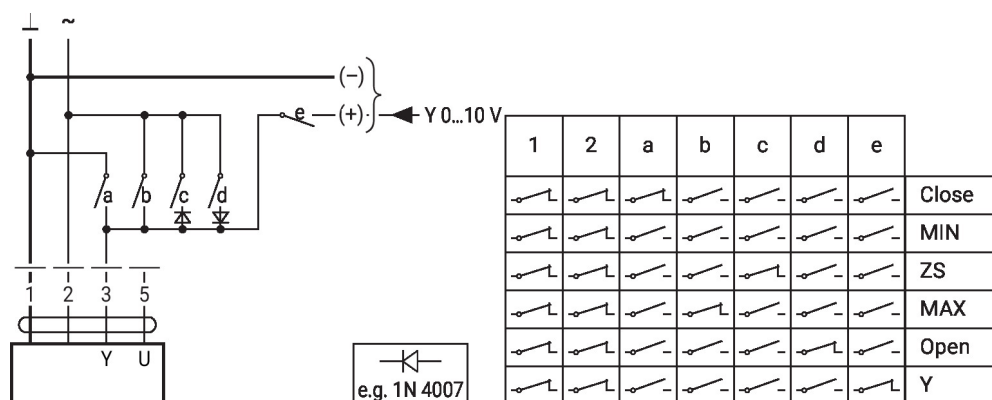 ⊥ ~
(–)
e (+) Y 0...10 V
a b c d
1 2 3 5
Y U
e.g. 1N 4007
1 2 a b c d e
Close
MIN
ZS
MAX
Open
Y